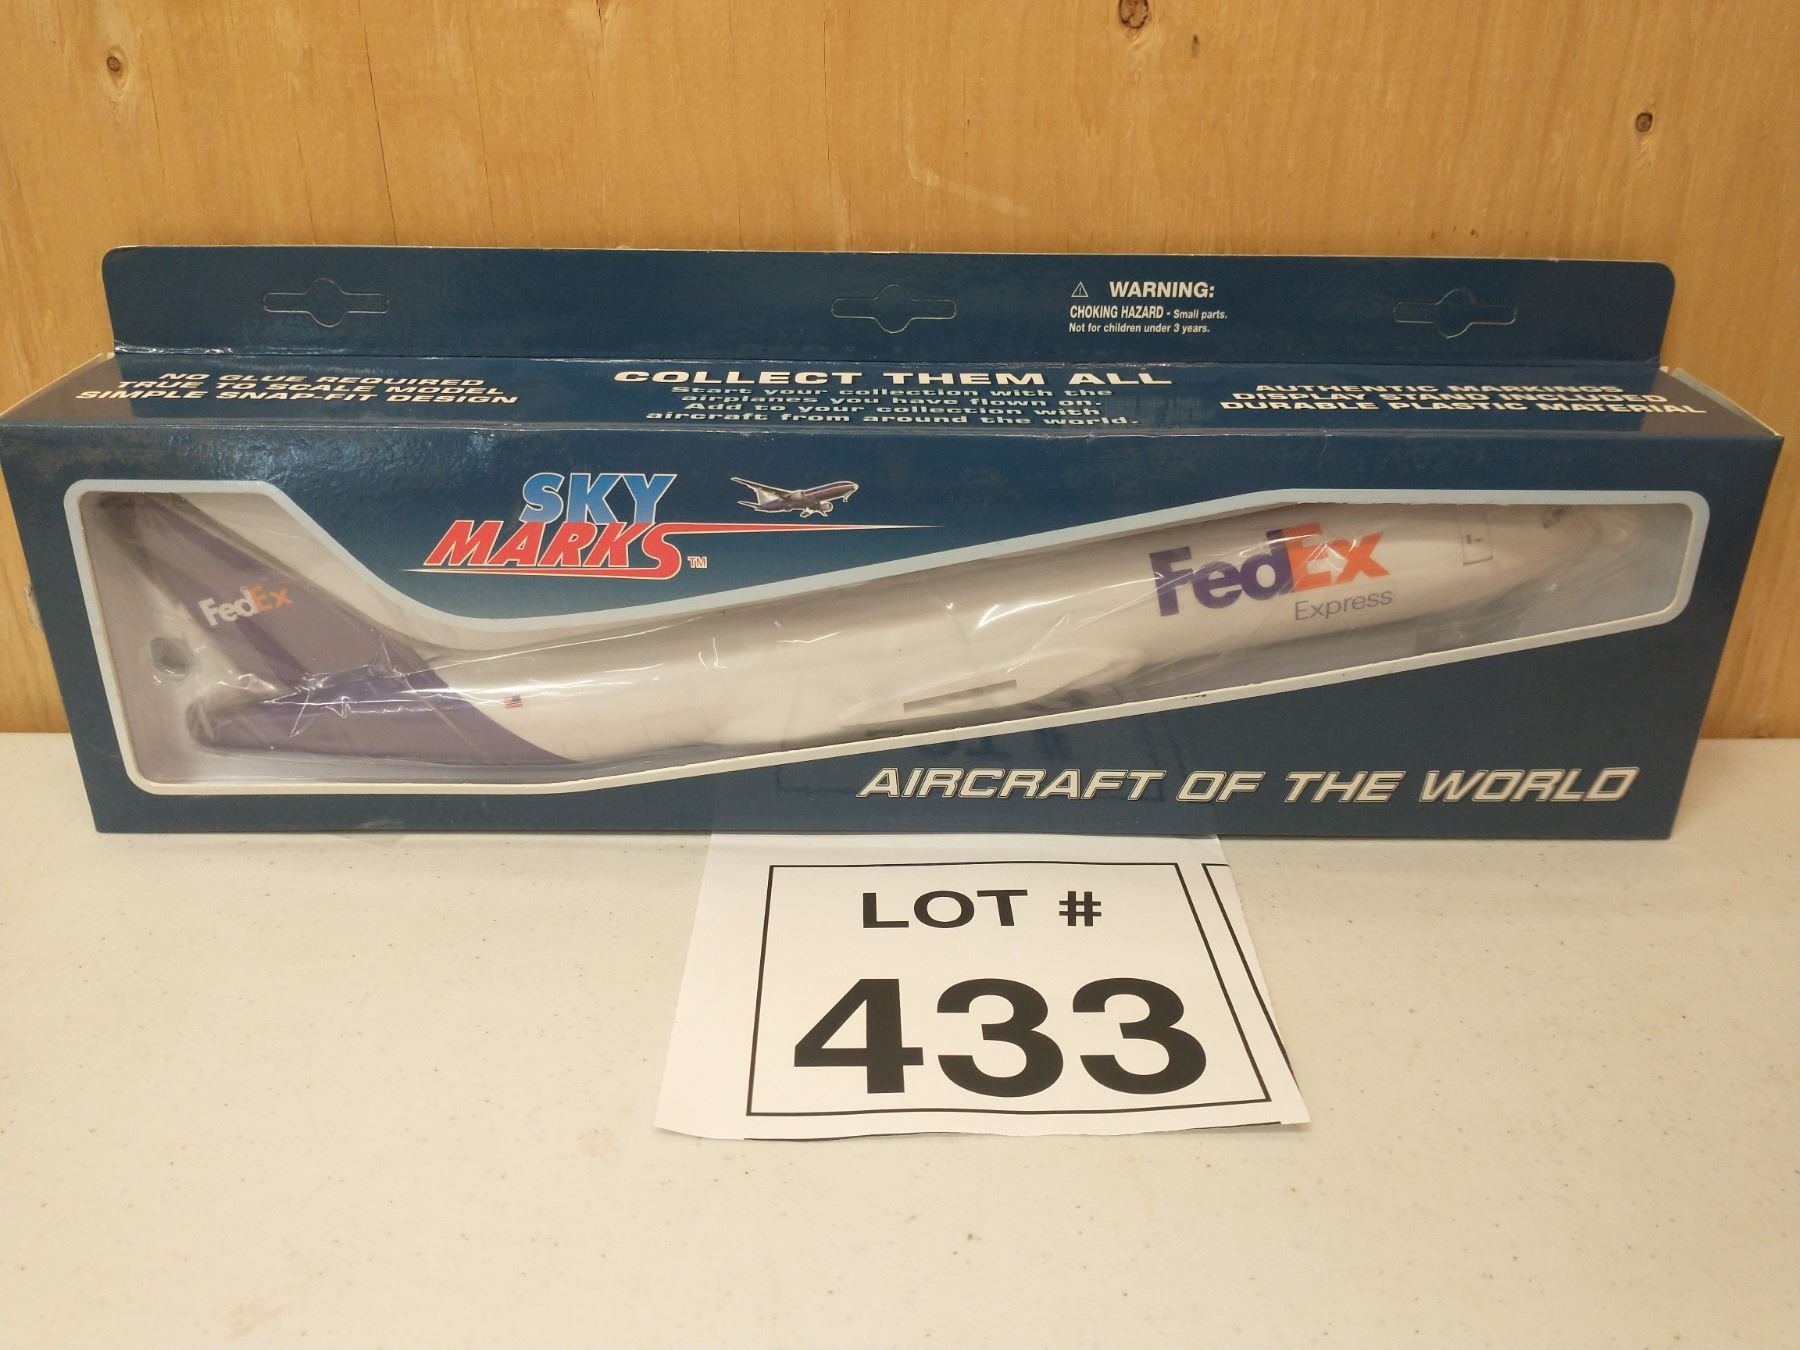 WARNING:
CHOKING HAZARD - Small parts.
Not for children under 3 years.
NO GLUE REQUIRED
TRUE TO SCALE MODEL
SIMPLE SNAP-FIT DESIGN
COLLECT THEM ALL
Start your collection with the
airplanes you have flown on.
Add to your collection with
aircraft from around the world.
AUTHENTIC MARKINGS
DISPLAY STAND INCLUDED
DURABLE PLASTIC MATERIAL
SKY
MARKS TM
FedEx
FedEx
Express
AIRCRAFT OF THE WORLD
LOT #
433